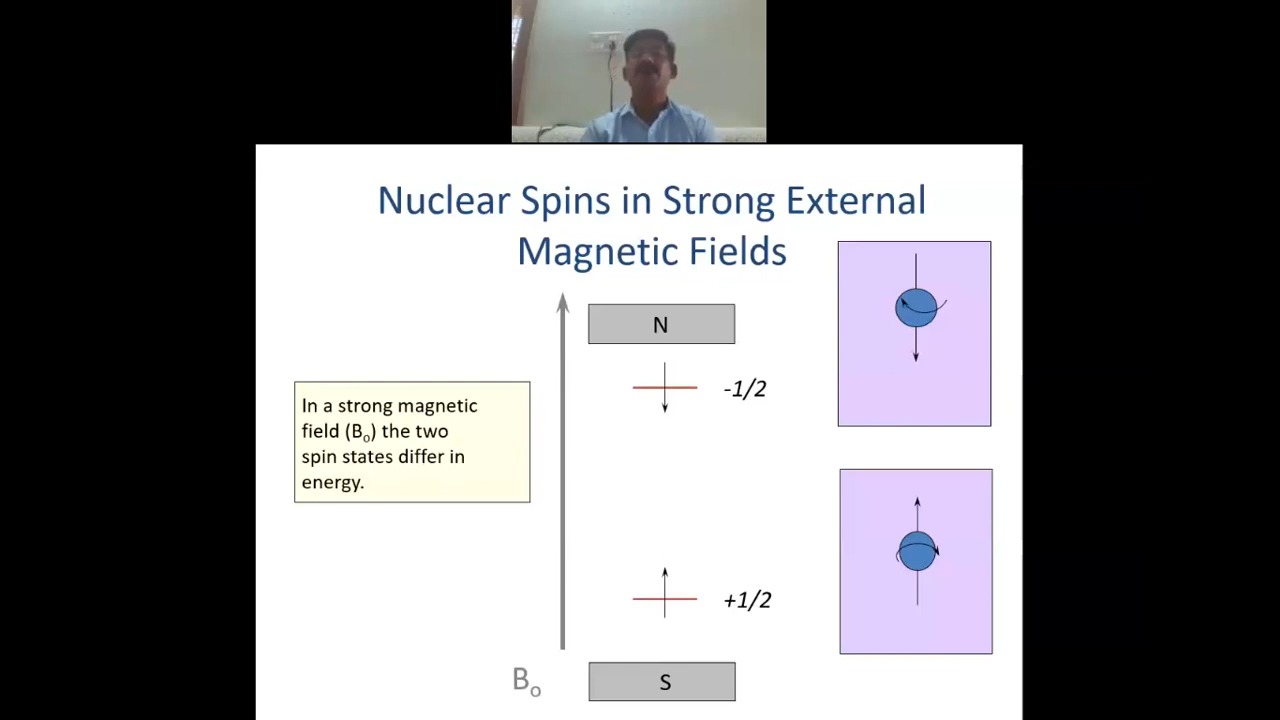 Nuclear Spins in Strong External
Magnetic Fields
N
-1/2
In a strong magnetic
field (Bo) the two
spin states differ in
energy.
+1/2
Bo
S